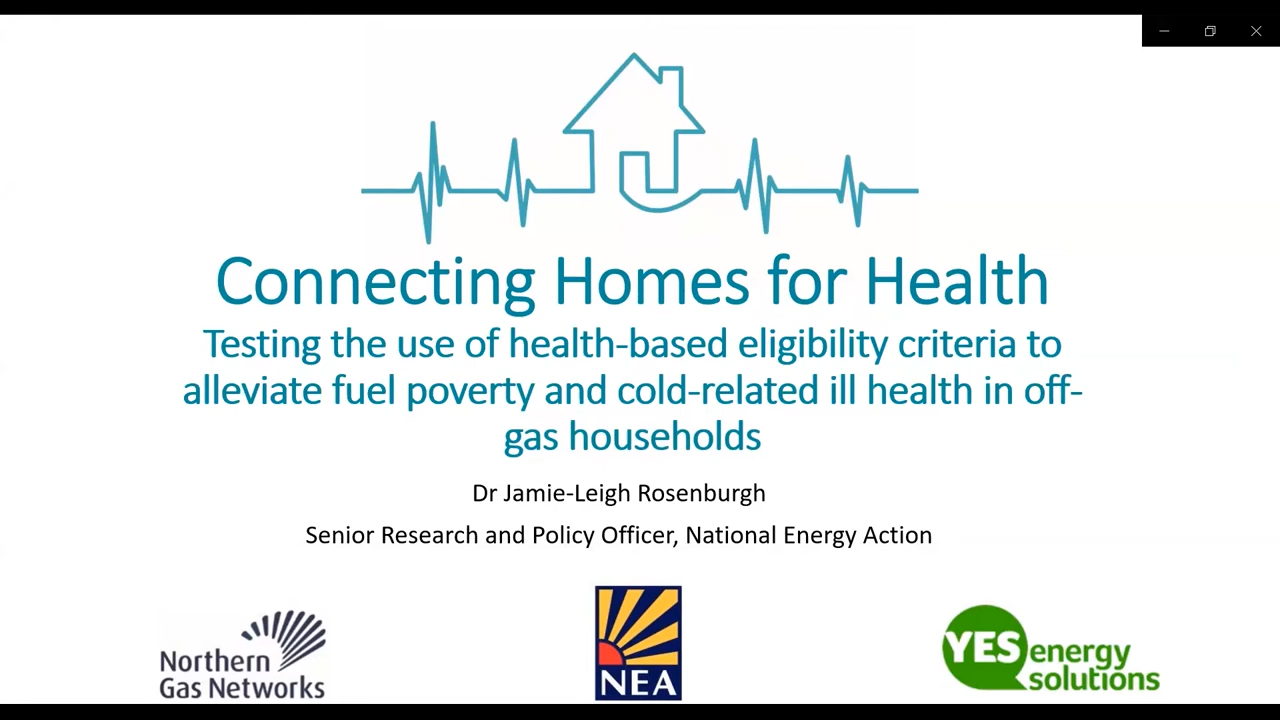 Connecting Homes for Health
Testing the use of health-based eligibility criteria to
alleviate fuel poverty and cold-related ill health in off-
gas households
Dr Jamie-Leigh Rosenburgh
Senior Research and Policy Officer, National Energy Action
Northern
Gas Networks
NEA
YES energy
solutions